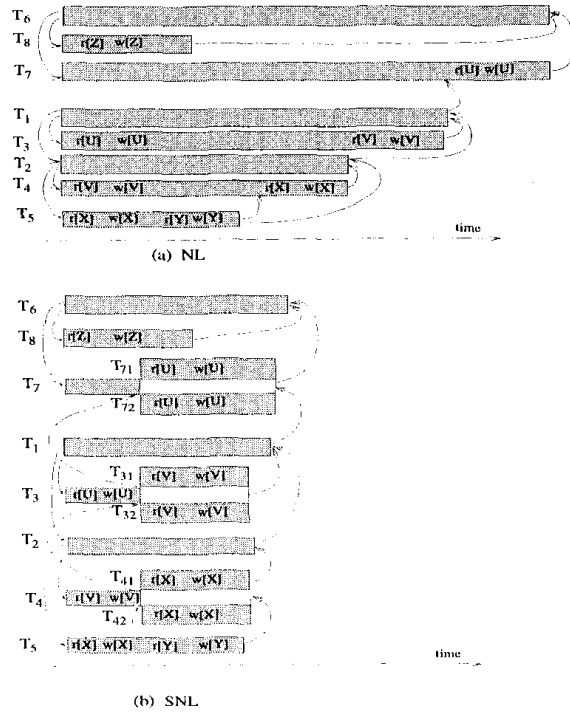 T6
T8 r[Z] w[Z]
T7 r[U] w[U]
T1
T3 r[U] w[U] r[V] w[V]
T2
T4 r[V] w[V] r[X] w[X]
T5 r[X] w[X] r[Y] w[Y]
time
(a) NL
T6
T8 r[Z] w[Z]
T71 r[U] w[U]
T7
T72 r[U] w[U]
T1
T31 r[V] w[V]
T3 r[U] w[U]
T32 r[V] w[V]
T2
T41 r[X] w[X]
T4 r[V] w[V]
T42 r[X] w[X]
T5 r[X] w[X] r[Y] w[Y]
time
(b) SNL